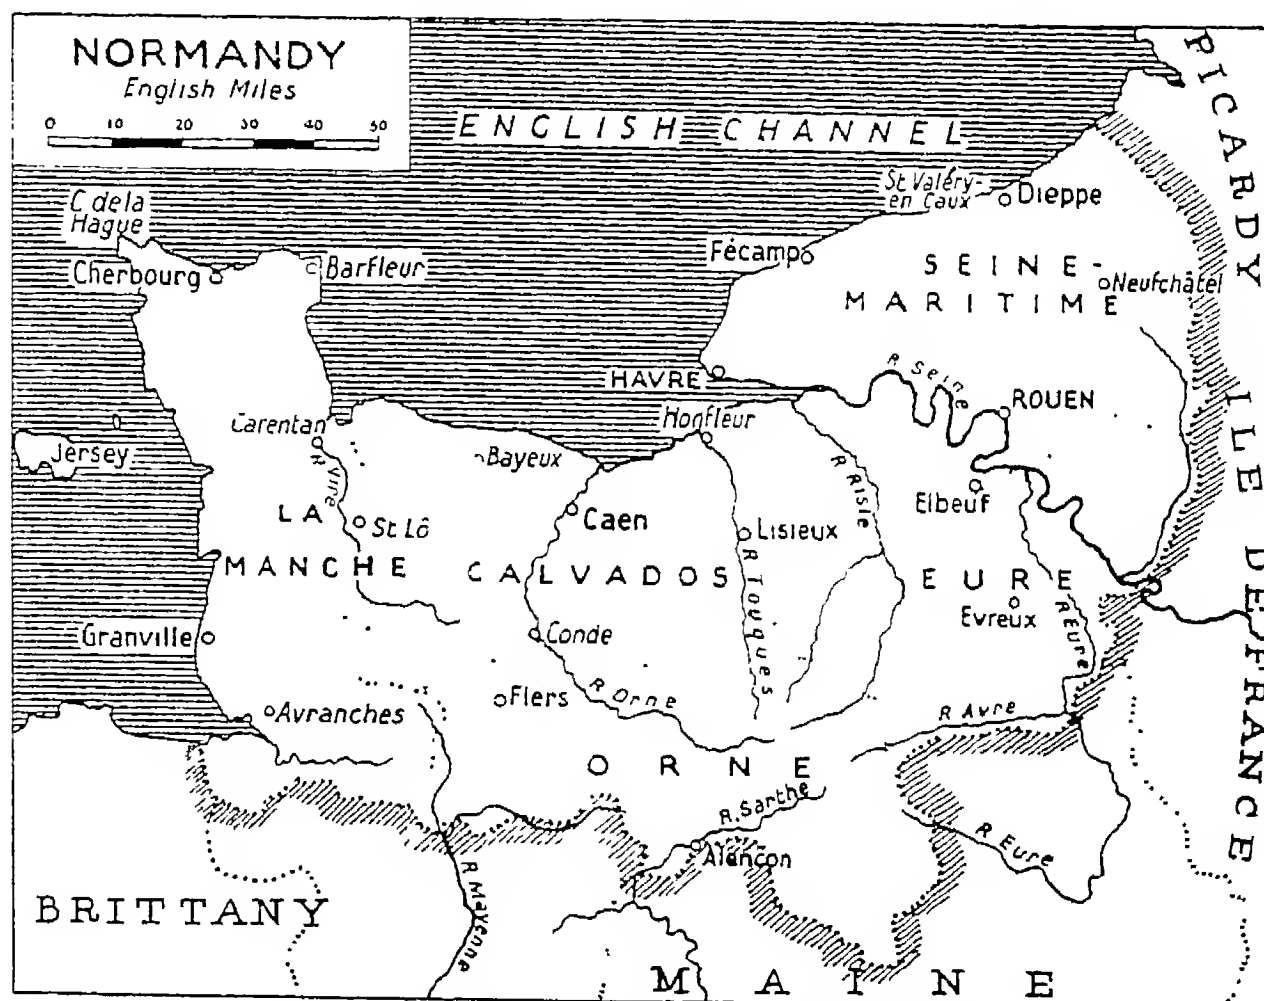 NORMANDY
English Miles
0 10 20 30 40 50
ENGLISH CHANNEL
PICARDY
St Valéry-
en Caux
Dieppe
C. de la
Hague
Cherbourg
Barfleur
Fécamp
SEINE-
MARITIME
Neufchâtel
HAVRE
R Seine
ROUEN
Honfleur
Carentan
Jersey
Bayeux
R Vire
R Risle
Elbeuf
ILE DE FRANCE
LA
MANCHE
St Lô
Caen
Lisieux
CALVADOS
R Touques
EURE
Evreux
R Eure
Granville
Conde
Flers
R Orne
Avranches
R Avre
ORNE
R. Sarthe
Alençon
R Eure
R Mayenne
BRITTANY
MAINE